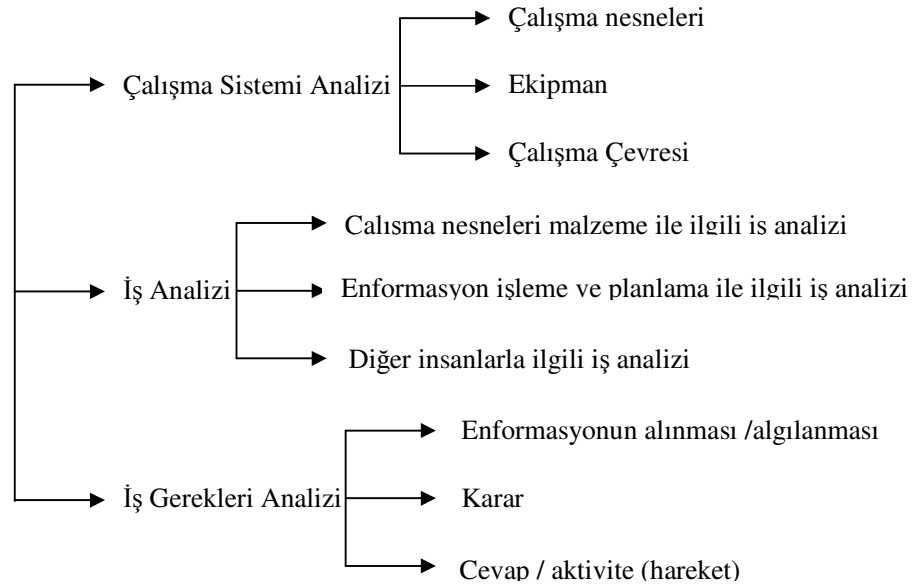 Çalışma nesneleri
Çalışma Sistemi Analizi
Ekipman
Çalışma Çevresi
Calışma nesneleri malzeme ile ilgili iş analizi
İş Analizi
Enformasyon işleme ve planlama ile ilgili iş analizi
Diğer insanlarla ilgili iş analizi
Enformasyonun alınması /algılanması
İş Gerekleri Analizi
Karar
Cevap / aktivite (hareket)